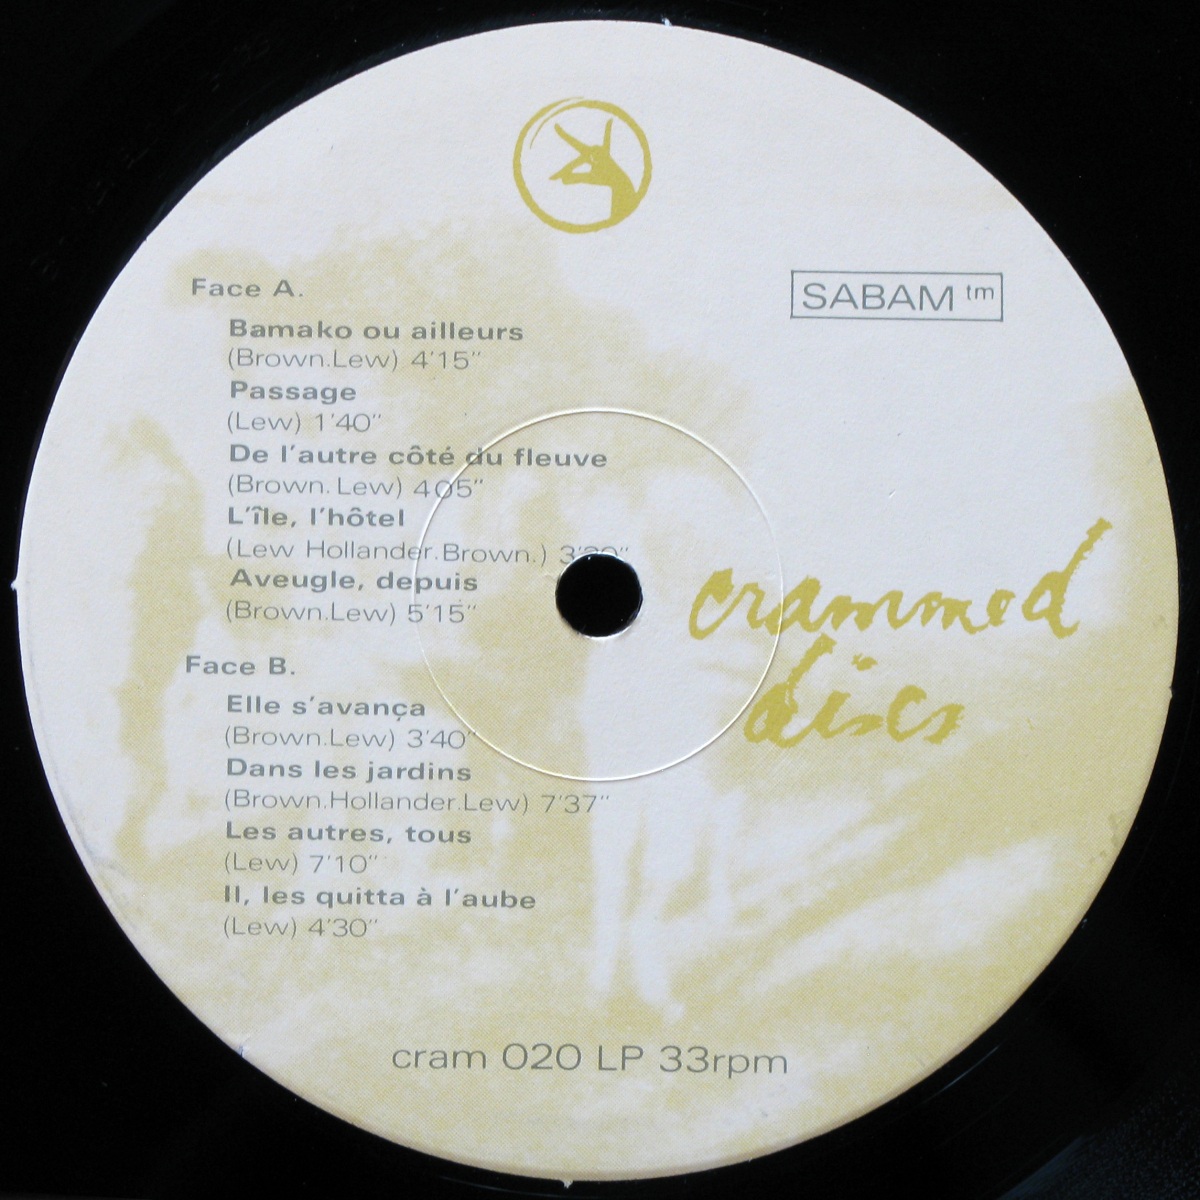 SABAM tm
Face A.
Bamako ou ailleurs
(Brown.Lew) 4'15"
Passage
(Lew) 1'40"
De l'autre côté du fleuve
(Brown. Lew) 4'05"
L'île, l'hôtel
(Lew Hollander.Brown.)
Aveugle, depuis
(Brown.Lew) 5'15"
crammed
discs
Face B.
Elle s'avança
(Brown.Lew) 3'40"
Dans les jardins
(Brown.Hollander.Lew) 7'37"
Les autres, tous
(Lew) 7'10"
Il, les quitta à l'aube
(Lew) 4'30"
cram 020 LP 33rpm